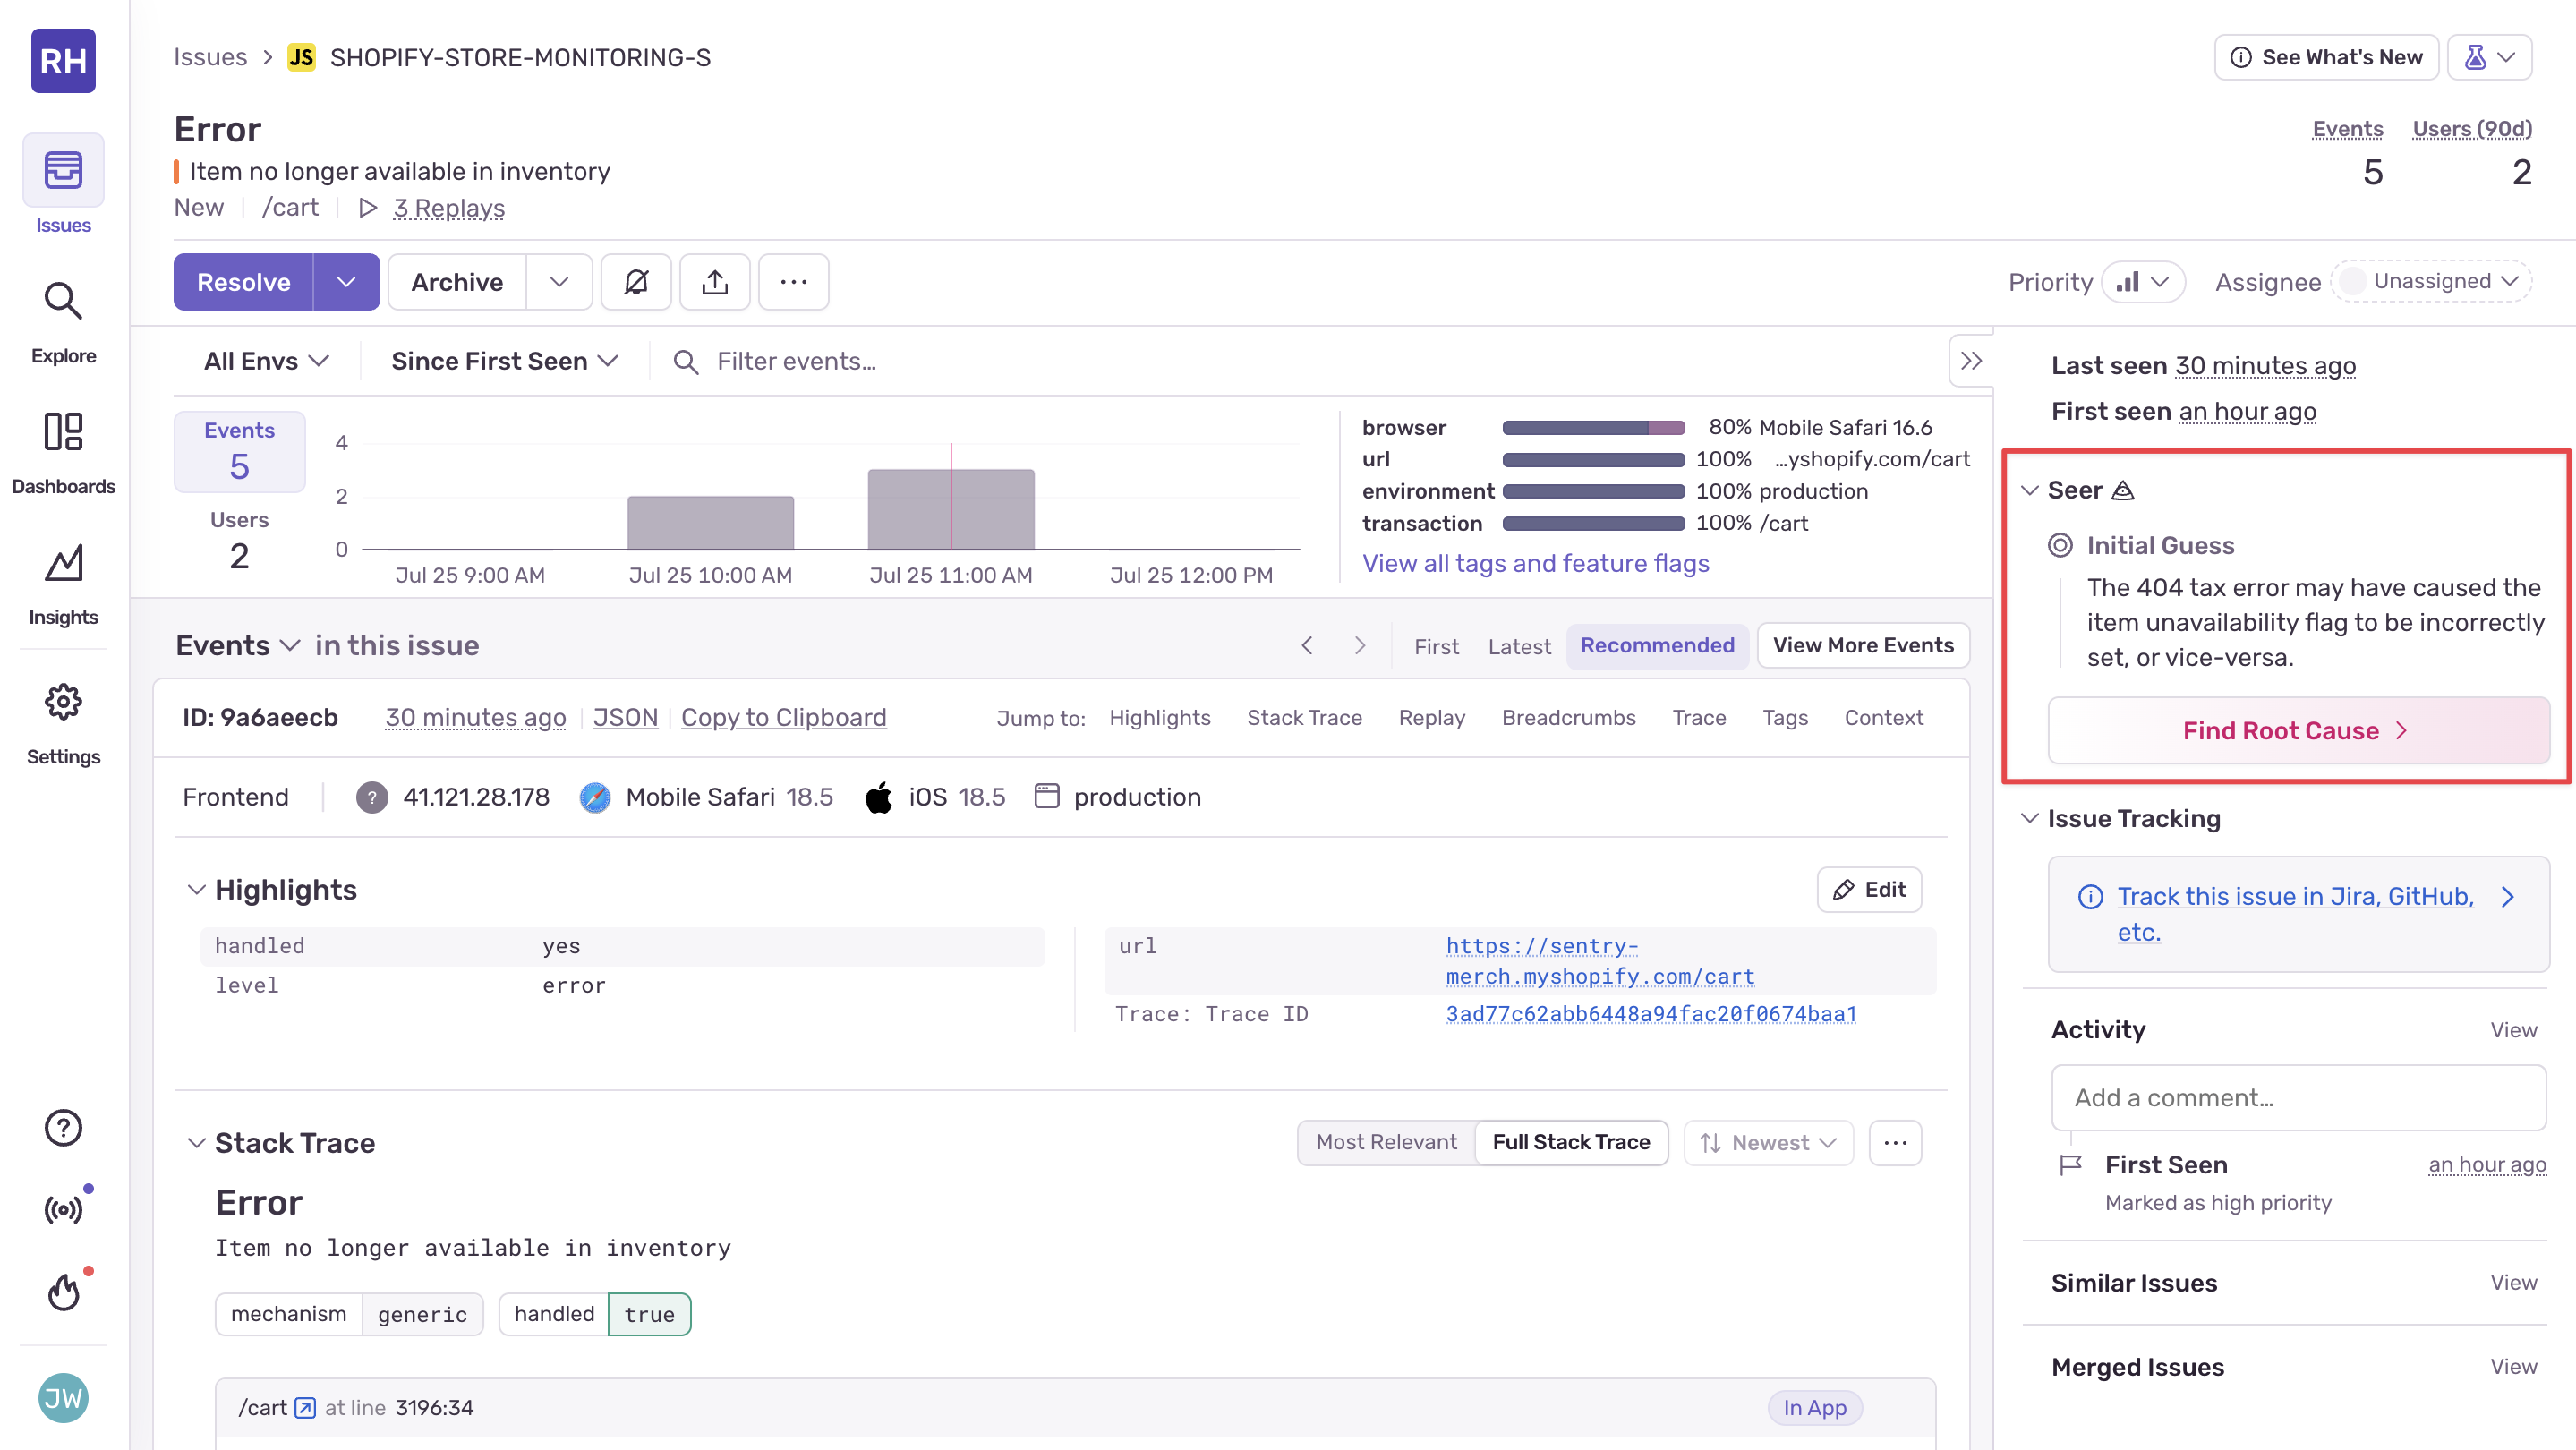 RH
Issues
Explore
Dashboards
Insights
Settings
JW
Issues > JS SHOPIFY-STORE-MONITORING-S
See What's New
Error
Item no longer available in inventory
New | /cart | 3 Replays
Events Users (90d)
5 2
Resolve Archive
Priority Assignee Unassigned
All Envs Since First Seen Filter events...
Events
5
Users
2
4
2
0
Jul 25 9:00 AM Jul 25 10:00 AM Jul 25 11:00 AM Jul 25 12:00 PM
browser 80% Mobile Safari 16.6
url 100% ...yshopify.com/cart
environment 100% production
transaction 100% /cart
View all tags and feature flags
Events in this issue
First Latest Recommended View More Events
ID: 9a6aeecb 30 minutes ago JSON Copy to Clipboard
Jump to: Highlights Stack Trace Replay Breadcrumbs Trace Tags Context
Frontend ? 41.121.28.178 Mobile Safari 18.5 iOS 18.5 production
Highlights Edit
handled yes
level error
url https://sentry-
merch.myshopify.com/cart
Trace: Trace ID 3ad77c62abb6448a94fac20f0674baa1
Stack Trace
Most Relevant Full Stack Trace Newest
Error
Item no longer available in inventory
mechanism generic handled true
/cart at line 3196:34 In App
Last seen 30 minutes ago
First seen an hour ago
Seer
Initial Guess
The 404 tax error may have caused the
item unavailability flag to be incorrectly
set, or vice-versa.
Find Root Cause
Issue Tracking
Track this issue in Jira, GitHub,
etc.
Activity View
Add a comment...
First Seen an hour ago
Marked as high priority
Similar Issues View
Merged Issues View